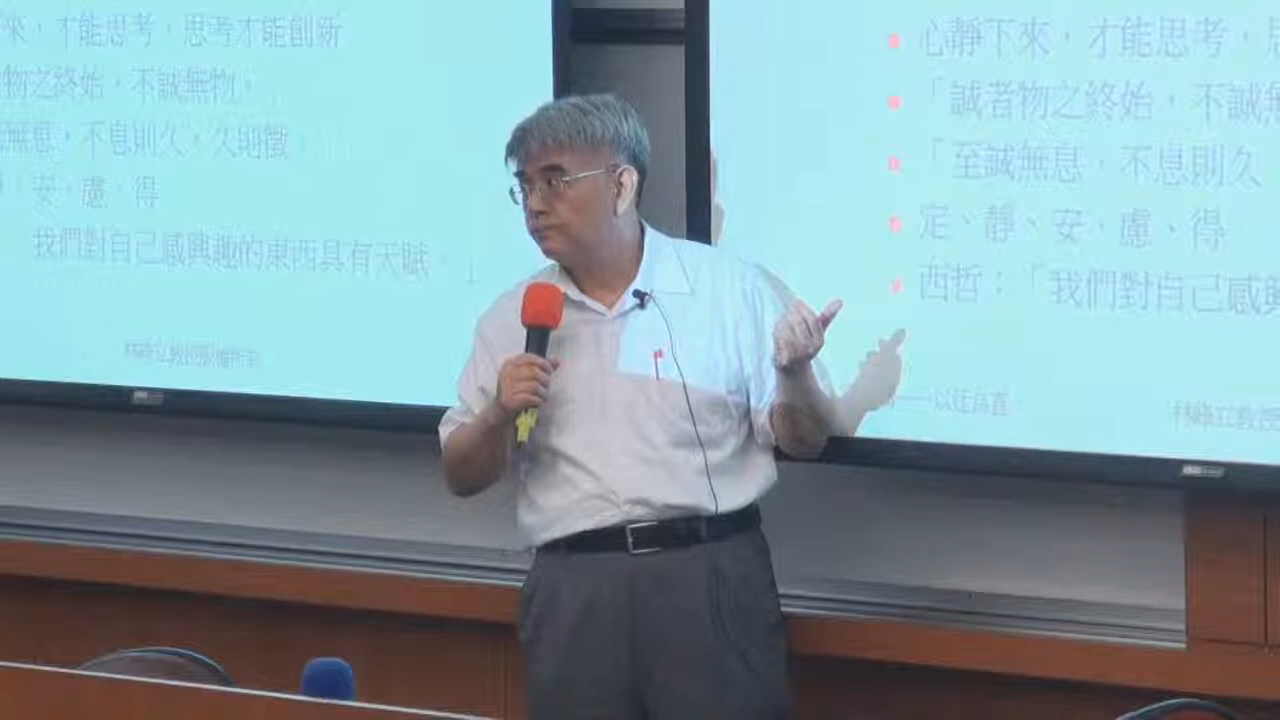 來，才能思考，思考才能創新
物之終始，不誠無物。
無息，不息則久，久則徵
安，慮，得
我們對自己感興趣的東西具有天賦。」
心靜下來，才能思考，
「誠者物之終始，不誠無
「至誠無息，不息則久
定、靜、安，慮、得
西哲：「我們對自己感興
以迂為直